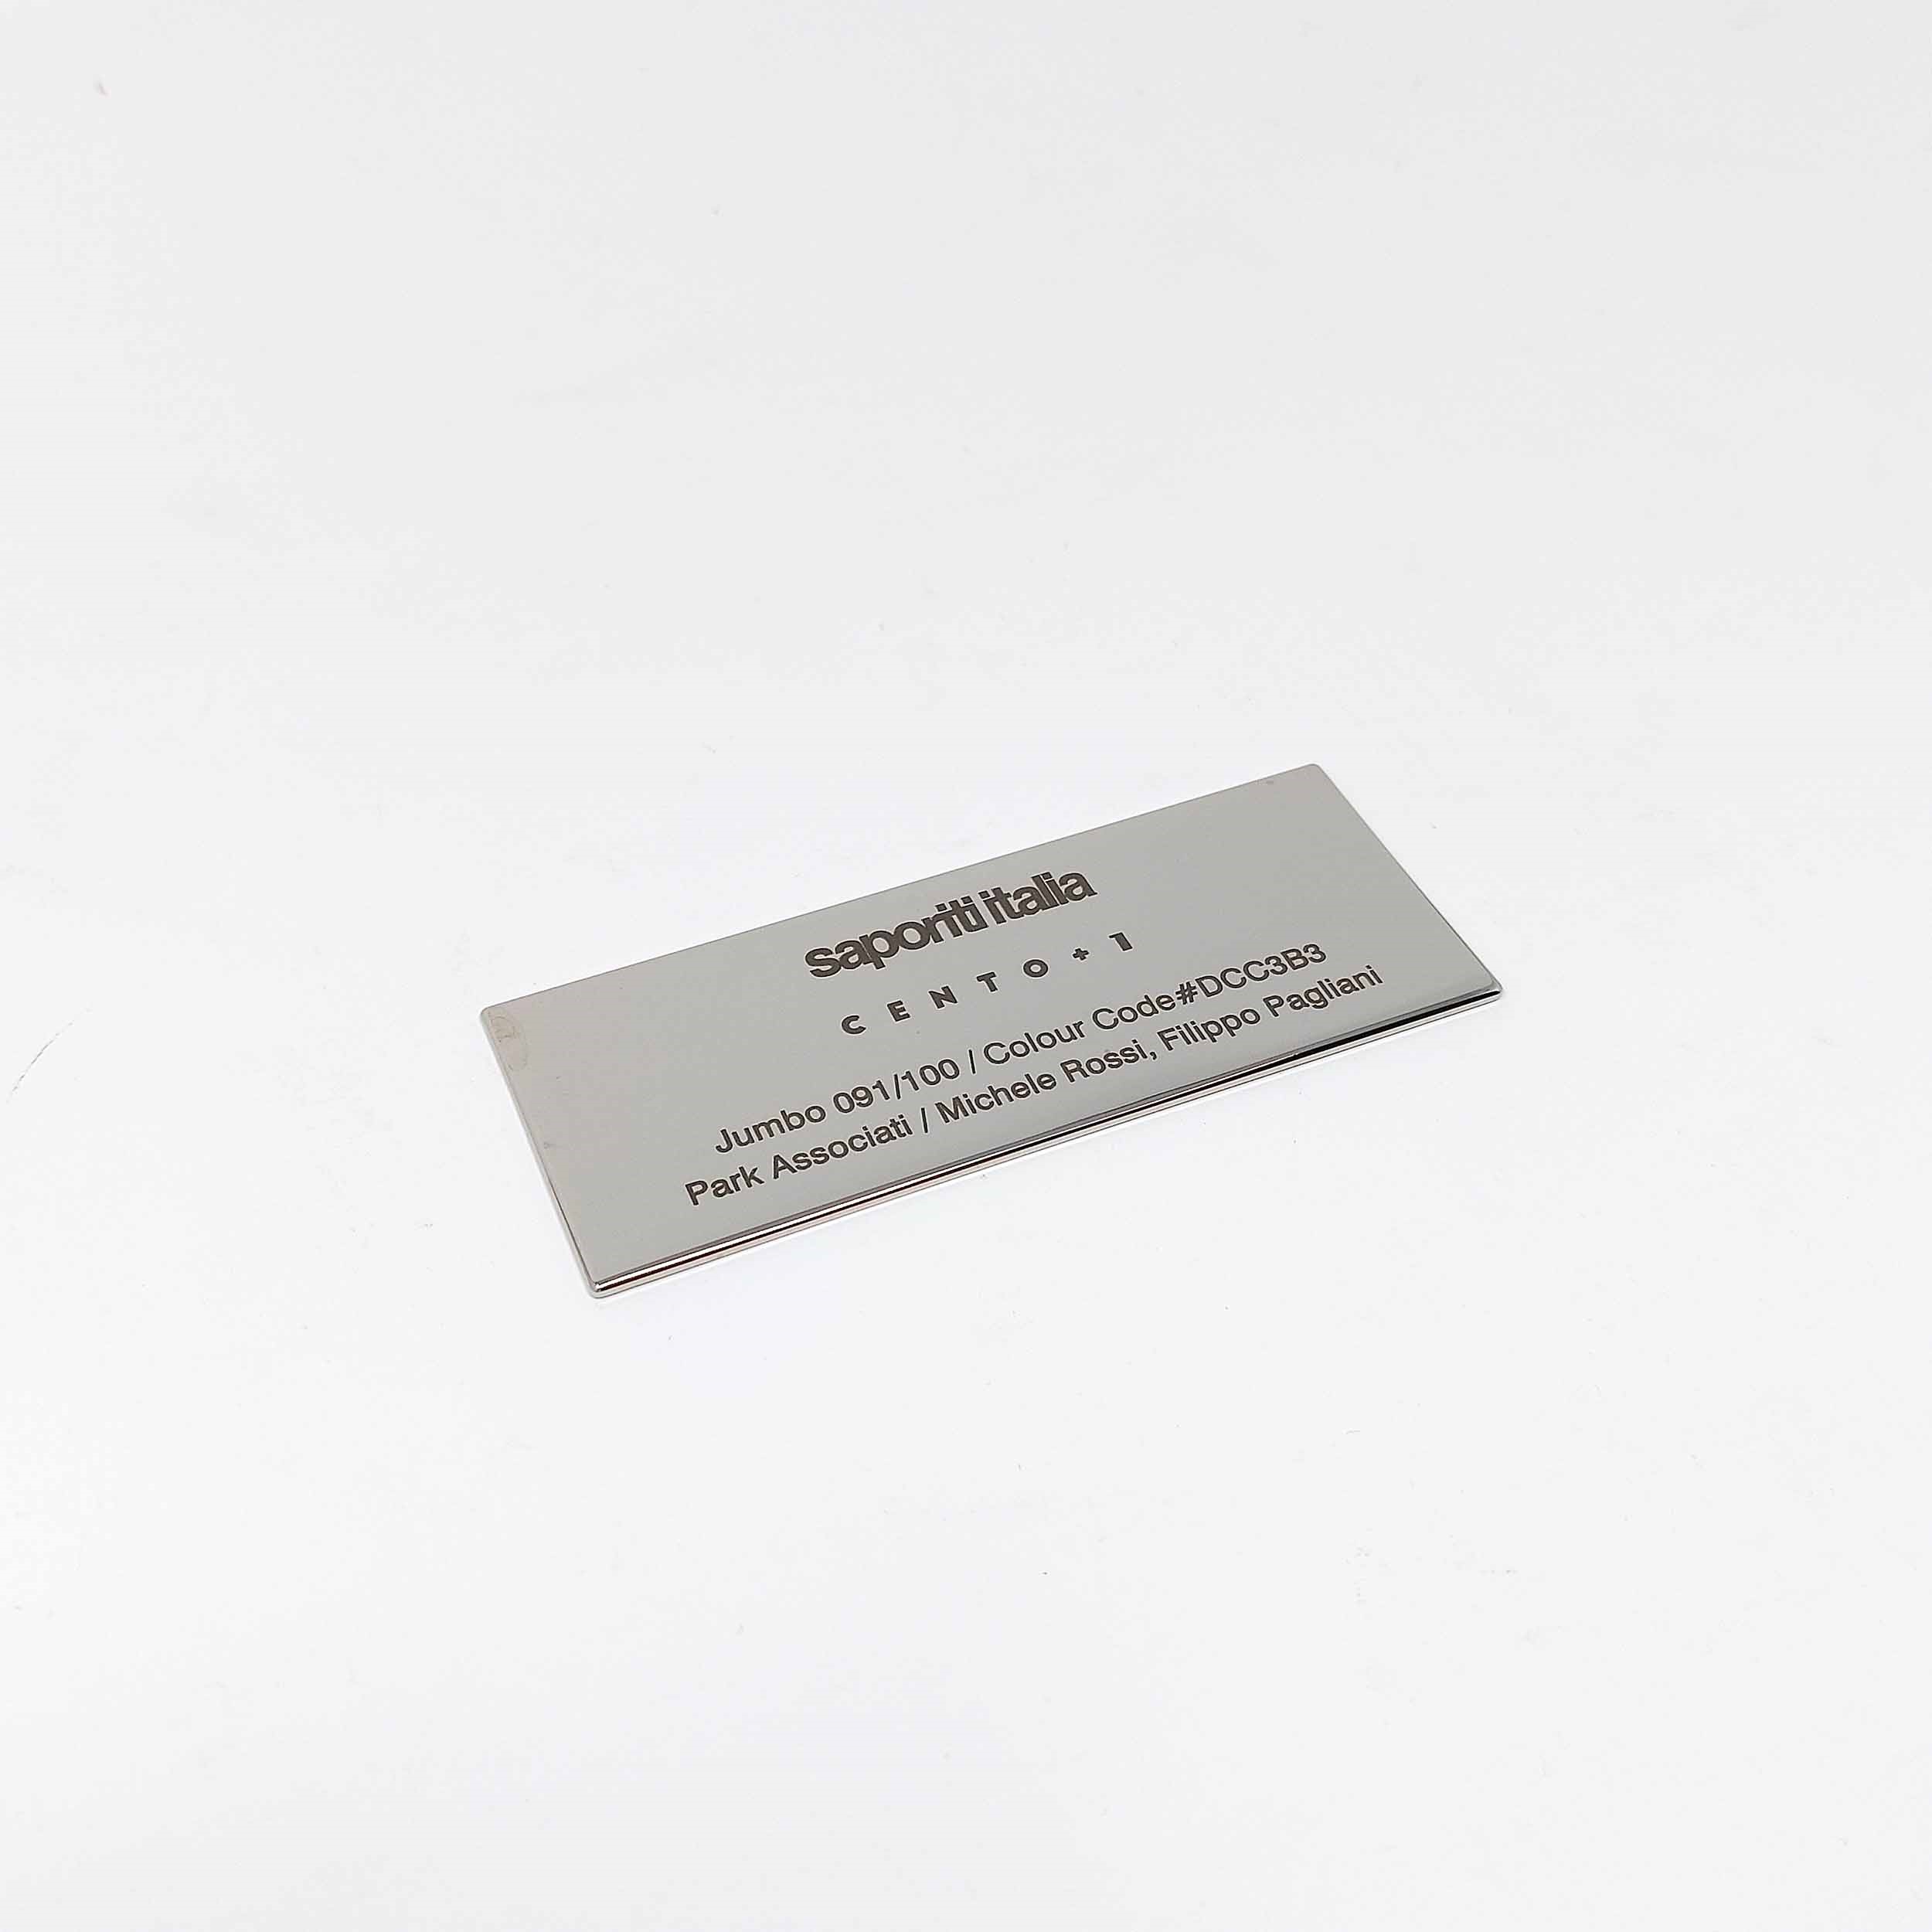 saporiti italia
CENTO+1
Jumbo 091/100 / Colour Code#DCC3B3
Park Associati / Michele Rossi, Filippo Pagliani